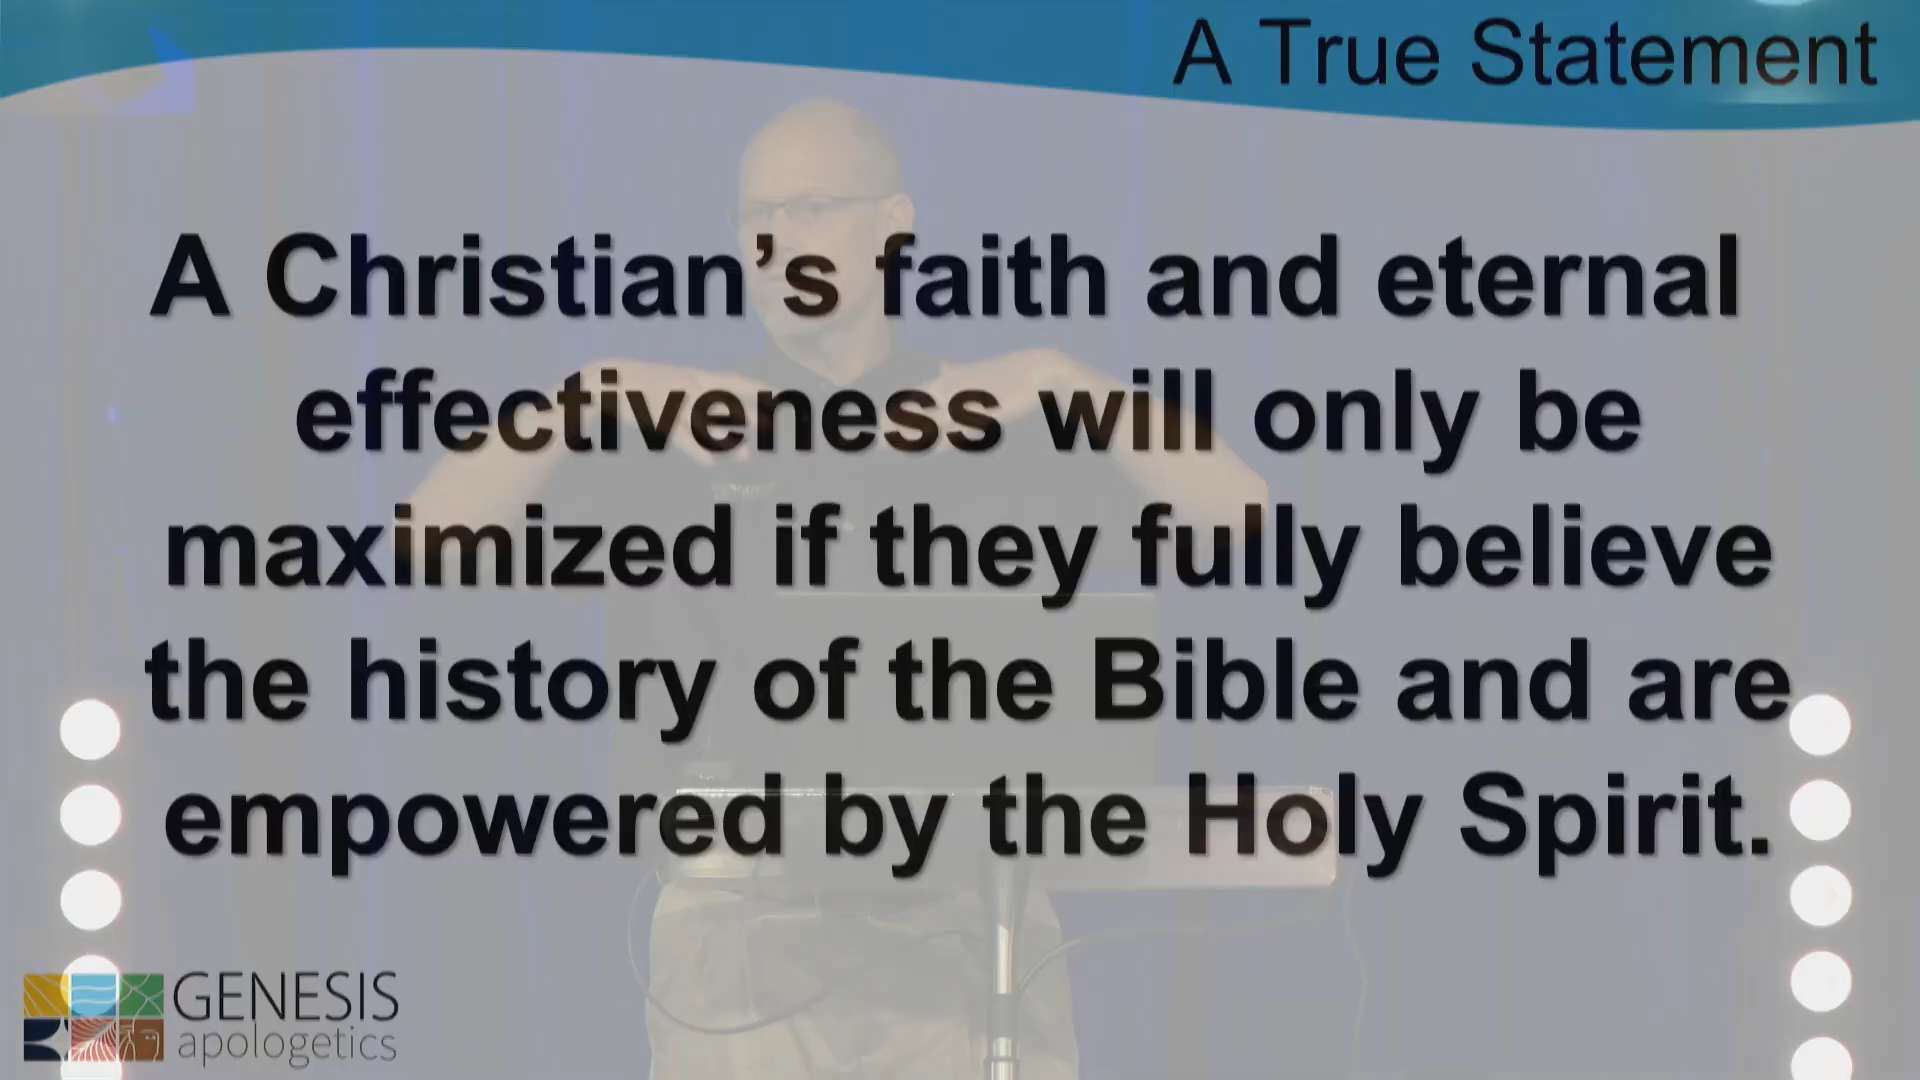 A True Statement
A Christian’s faith and eternal
effectiveness will only be
maximized if they fully believe
the history of the Bible and are
empowered by the Holy Spirit.
GENESIS
apologetics